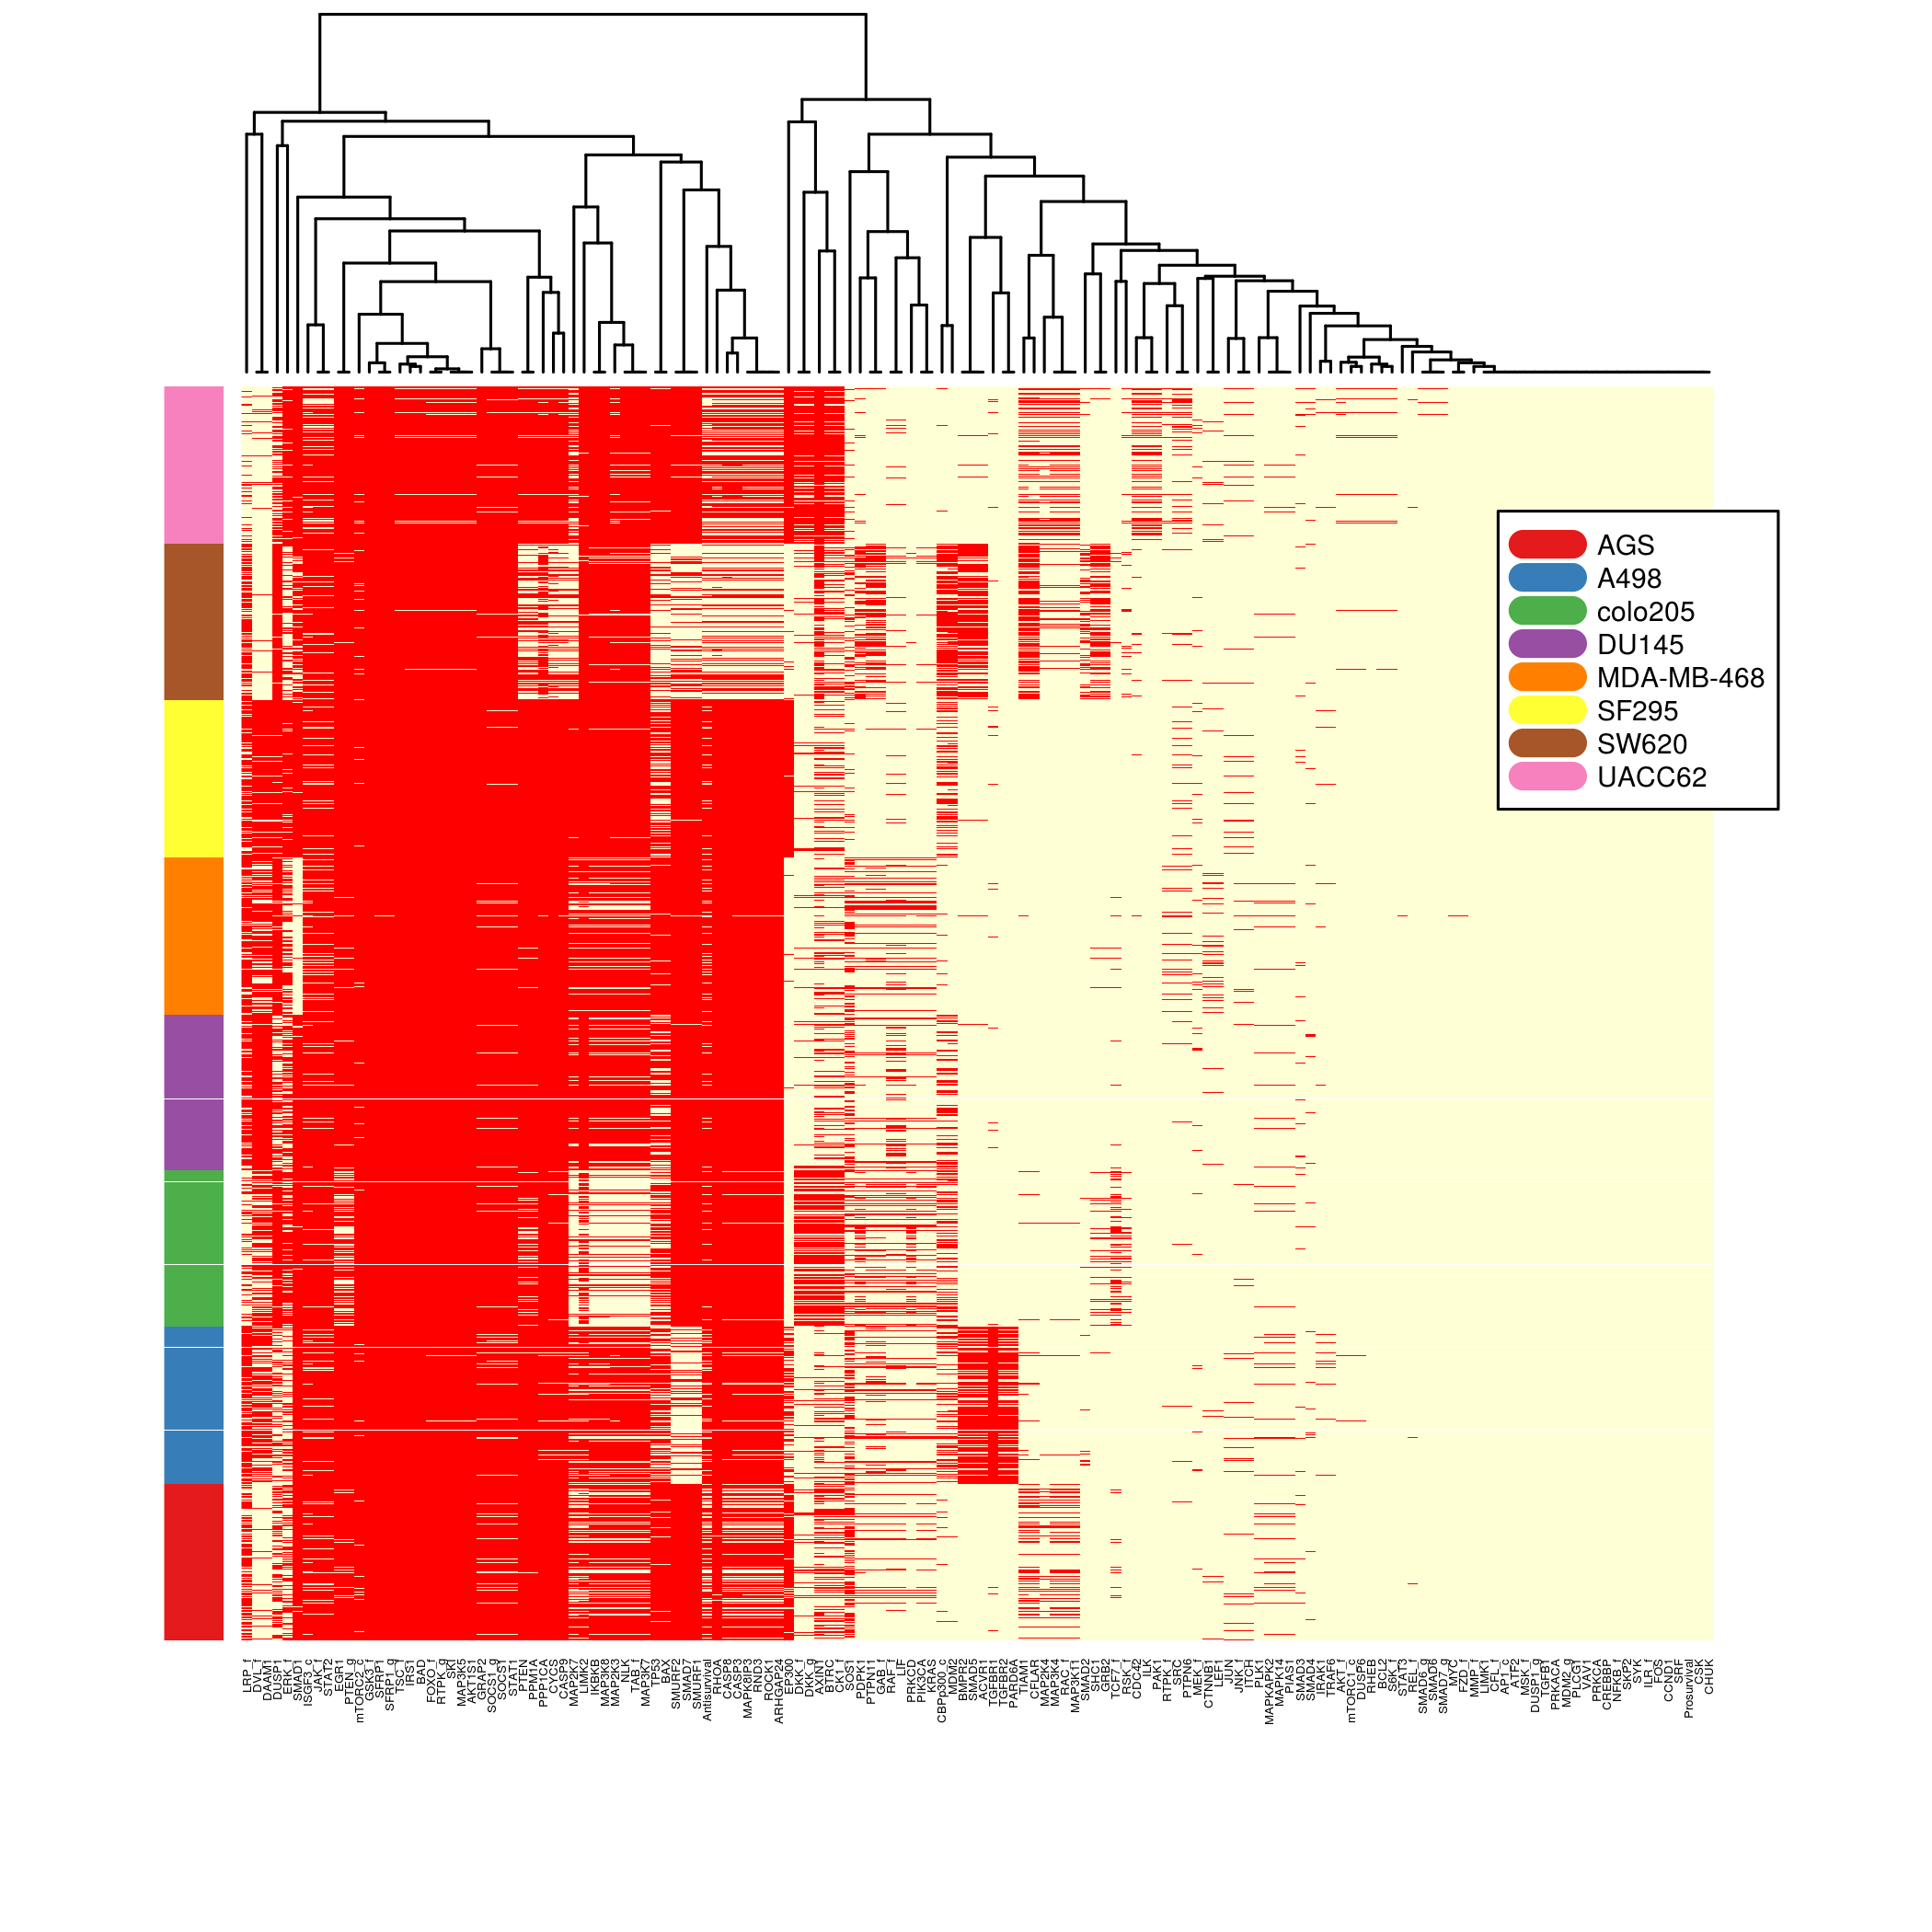 AGS
A498
colo205
DU145
MDA-MB-468
SF295
SW620
UACC62
LRP_f
DVL_f
DAAM1
DUSP1
ERK_f
SMAD1
ISGF3_c
JAK_f
STAT2
EGR1
PTEN_g
mTORC2_c
GSK3_f
SFRP1
SFRP1_g
TSC_f
IRS1
BAD
FOXO_f
RTPK_g
SKI
MAP3K5
AKT1S1
GRAP2
SOCS1_g
SOCS1
STAT1
PTEN
PPM1A
PPP1CA
CYCS
CASP9
MAP2K7
LIMK2
IKBKB
MAP3K8
MAP2K3
NLK
TAB_f
MAP3K7
TP53
BAX
SMURF2
SMAD7
SMURF1
Antisurvival
RHOA
CASP8
CASP3
MAPK8IP3
RND3
ROCK1
ARHGAP24
EP300
DKK_f
DKK_g
AXIN1
BTRC
CK1_f
SOS1
PDPK1
PTPN11
GAB_f
RAF_f
LIF
PRKCD
PIK3CA
KRAS
CBPp300_c
MDM2
BMPR2
SMAD5
ACVR1
TGFBR1
TGFBR2
PARD6A
TIAM1
CFLAR
MAP2K4
MAP3K4
RAC_f
MAP3K11
SMAD2
SHC1
GRB2
TCF7_f
RSK_f
CDC42
ILK
PAK1
RTPK_f
SRC
PTPN6
MEK_f
CTNNB1
LEF
JUN
JNK_f
ITCH
PLK1
MAPKAPK2
MAPK14
RAS_f
SMAD3
SMAD4
IRAK1
TRAF6
AKT_f
mTORC1_c
DUSP6
RHEB
BCL2
S6K_f
STAT3
REL_f
SMAD6_g
SMAD6
SMAD7_g
MYC
FZD_f
MMP_f
LIMK1
CFL_f
AP1_c
ATF2
MSK_f
DUSP1_g
TGFB1
PRKACA
MDM2_g
PLCG1
VAV1
PRKCA
CREBBP
NFKB_f
SKP2
SYK
ILR_f
FOS
CCND1
SRF
Prosurvival
CSK
CHUK